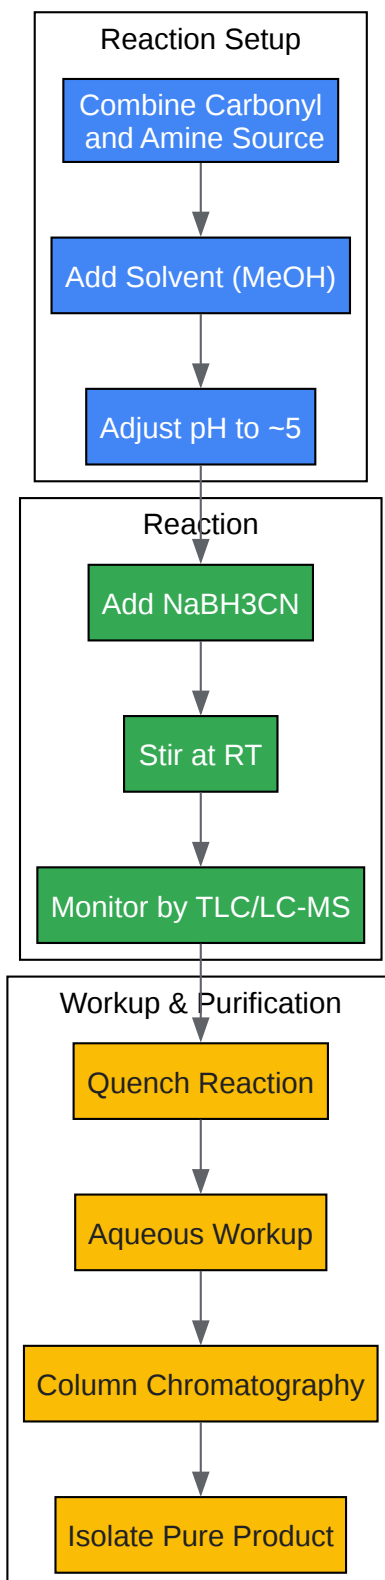 Reaction Setup
Combine Carbonyl
and Amine Source
Add Solvent (MeOH)
Adjust pH to ~5
Reaction
Add NaBH3CN
Stir at RT
Monitor by TLC/LC-MS
Workup & Purification
Quench Reaction
Aqueous Workup
Column Chromatography
Isolate Pure Product